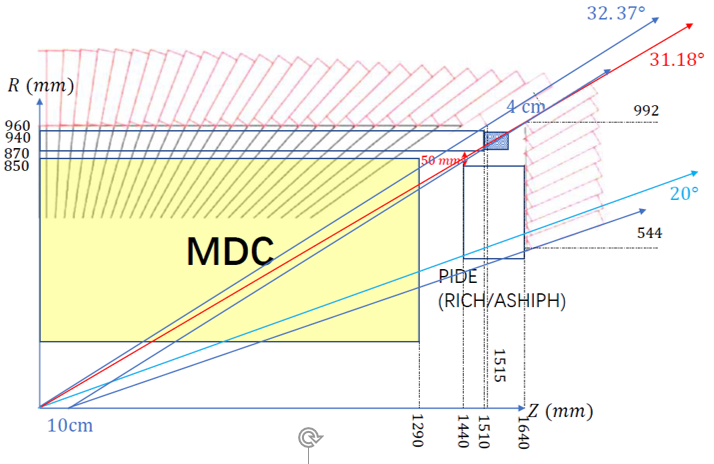 32.37°
31.18°
R (mm)
4 cm
992
960
940
870
850
50 mm
20°
544
MDC
PIDE
(RICH/ASHIPH)
1515
Z (mm)
10cm
1290
1440
1510
1640